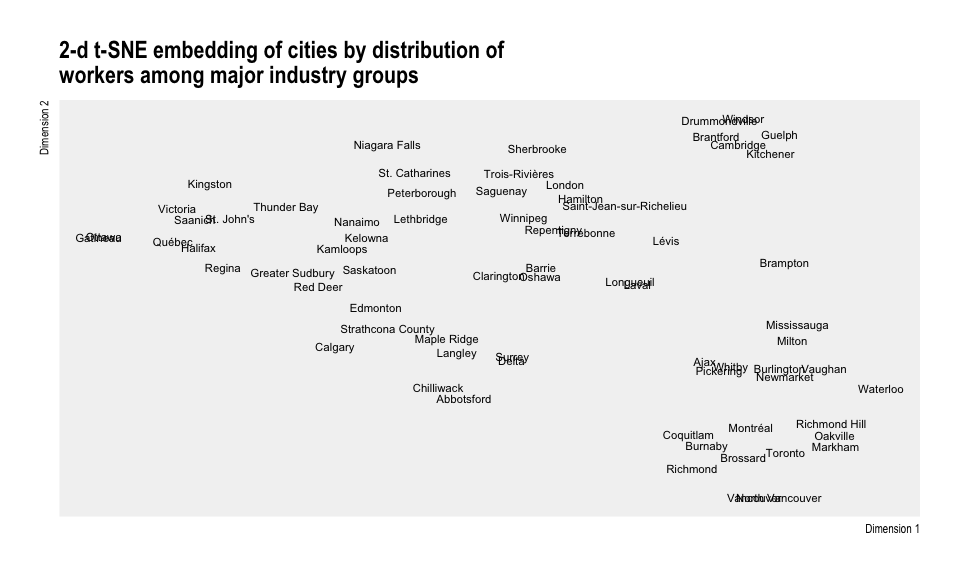 2-d t-SNE embedding of cities by distribution of
workers among major industry groups
Dimension 2
Windsor
Drummondville
Guelph
Brantford
Cambridge
Niagara Falls
Sherbrooke
Kitchener
St. Catharines
Trois-Rivières
Kingston
London
Peterborough
Saguenay
Hamilton
Saint-Jean-sur-Richelieu
Thunder Bay
Victoria
Saanich
St. John's
Lethbridge
Winnipeg
Nanaimo
Repentigny
Terrebonne
Gatineau
Ottawa
Kelowna
Lévis
Québec
Halifax
Kamloops
Brampton
Regina
Barrie
Saskatoon
Greater Sudbury
Clarington
Oshawa
Longueuil
Laval
Red Deer
Edmonton
Mississauga
Strathcona County
Maple Ridge
Milton
Calgary
Langley
Surrey
Delta
Ajax
Whitby
Pickering
Burlington
Vaughan
Newmarket
Chilliwack
Waterloo
Abbotsford
Richmond Hill
Montréal
Coquitlam
Oakville
Burnaby
Markham
Toronto
Brossard
Richmond
Vancouver
North Vancouver
Dimension 1